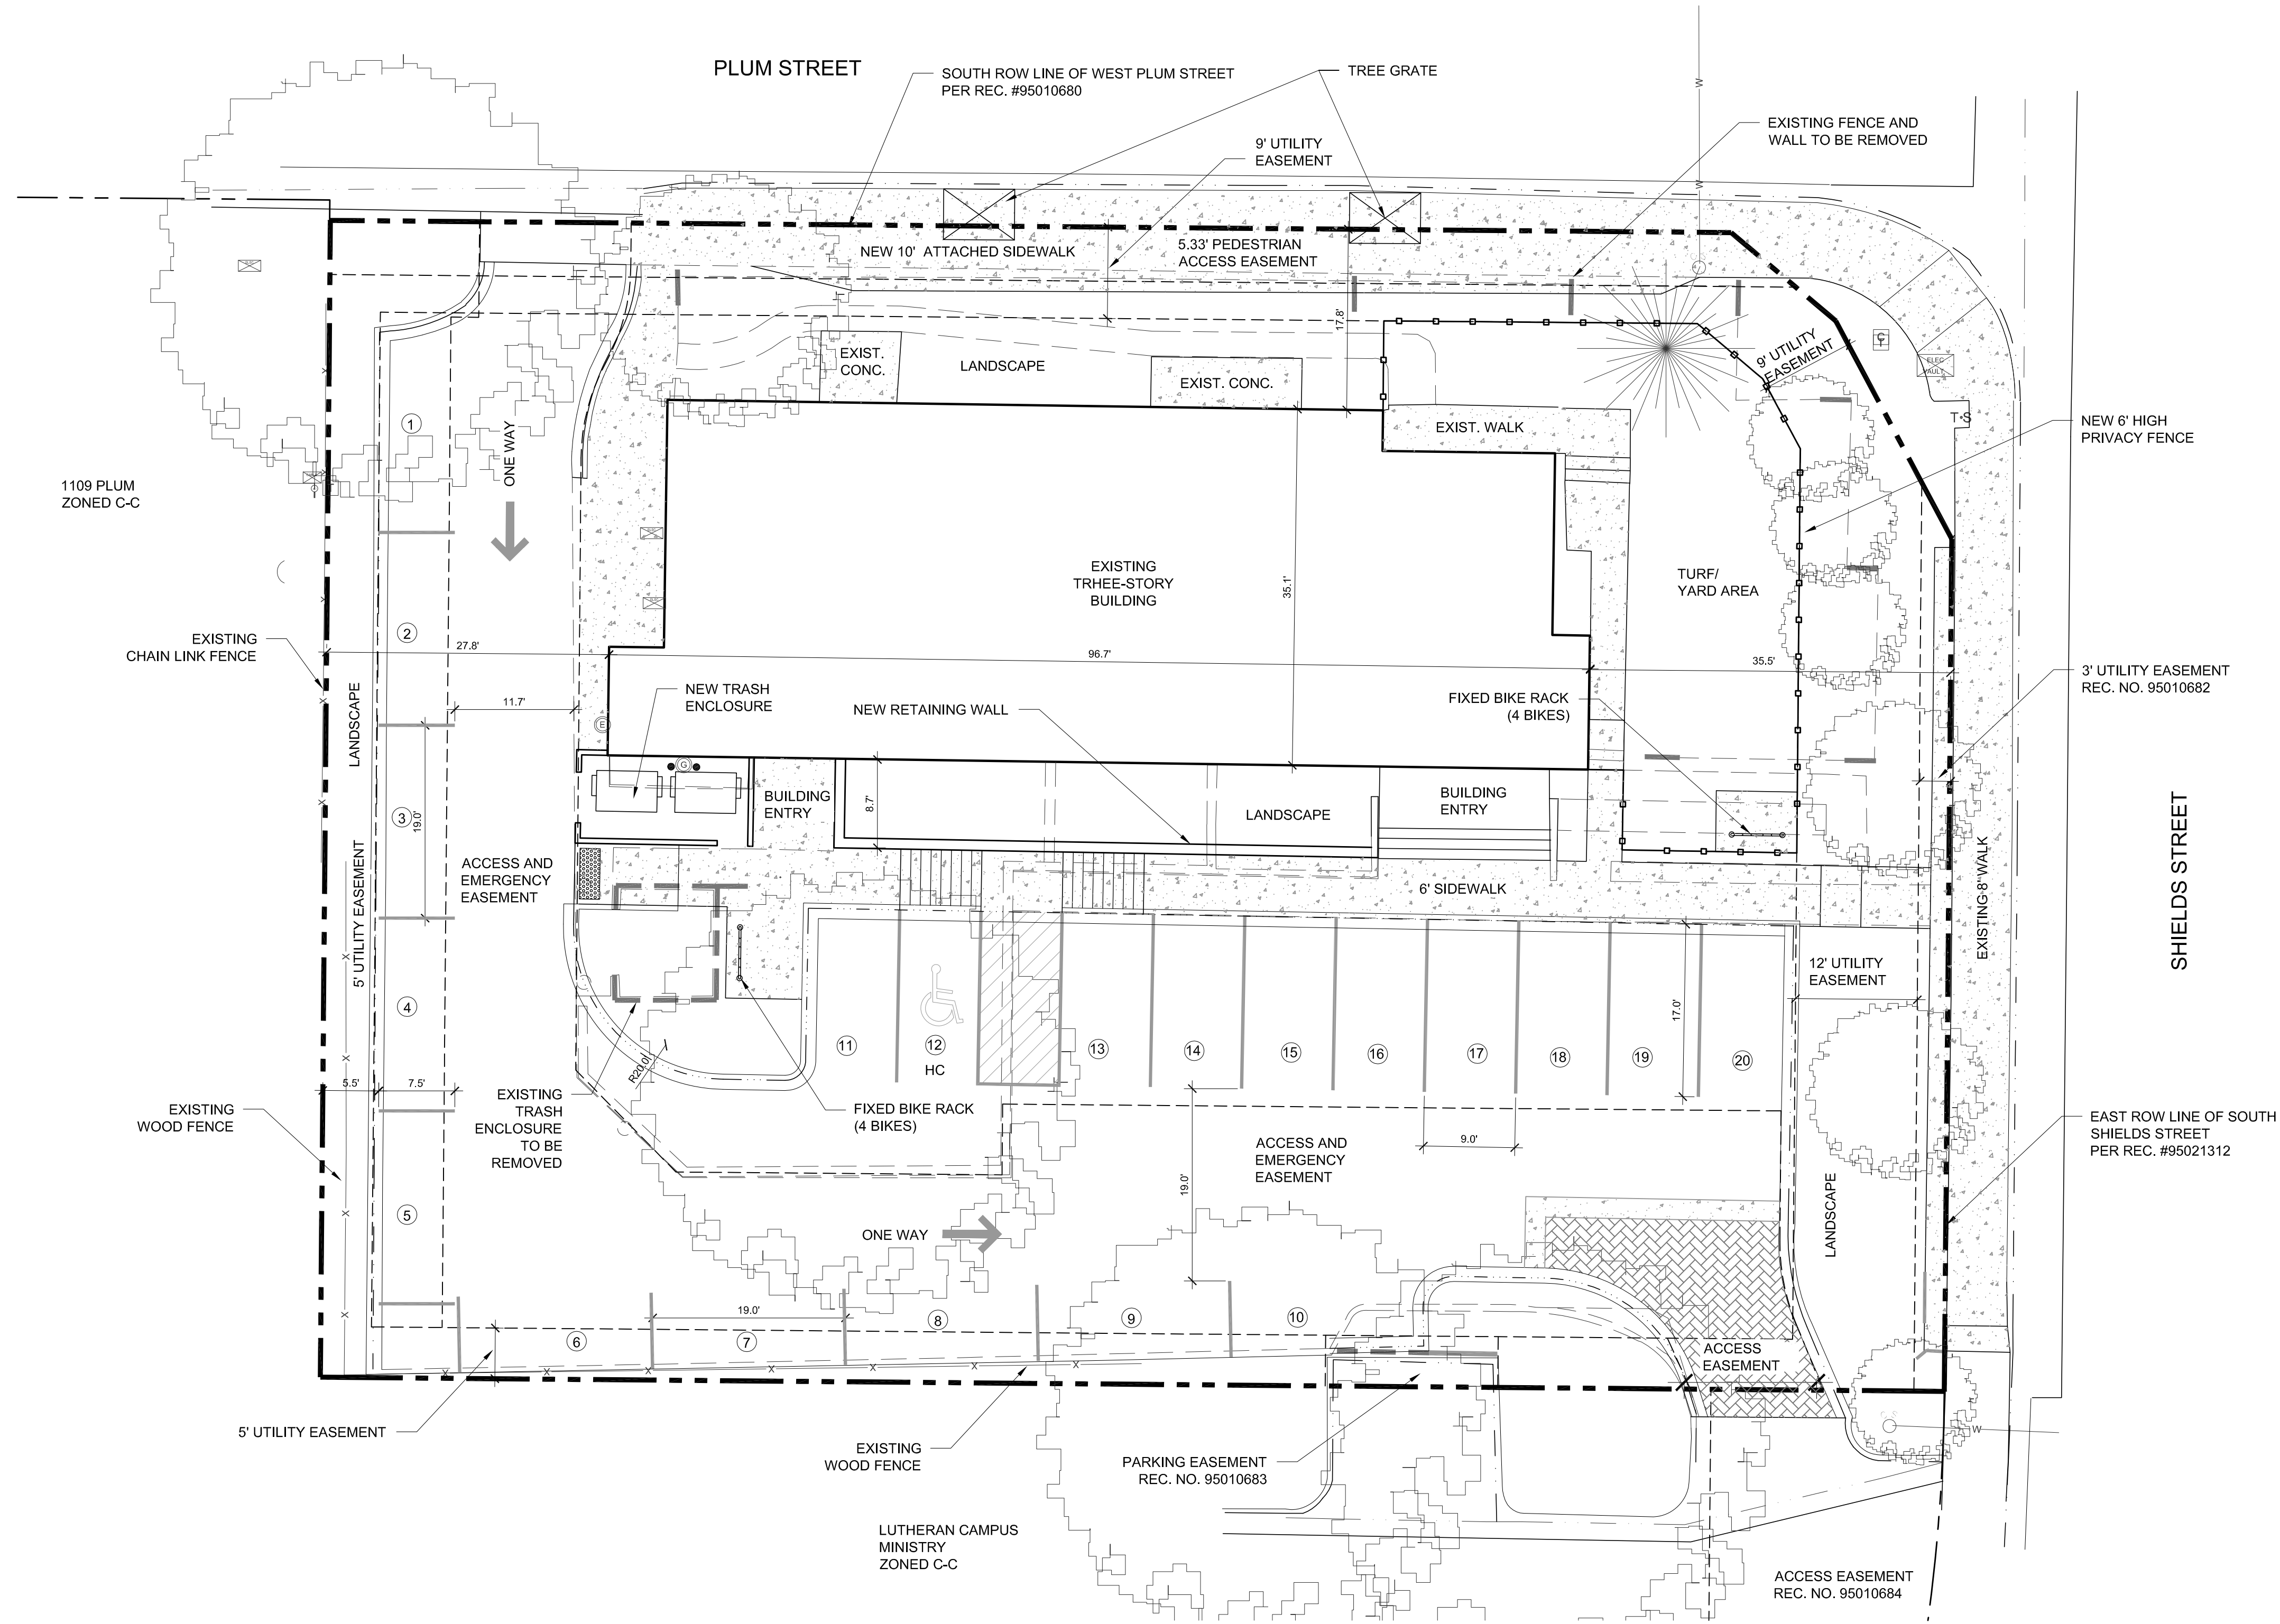 PLUM STREET
SOUTH ROW LINE OF WEST PLUM STREET
PER REC. #95010680
TREE GRATE
9' UTILITY
EASEMENT
EXISTING FENCE AND
WALL TO BE REMOVED
W
W
NEW 10' ATTACHED SIDEWALK
5.33' PEDESTRIAN
ACCESS EASEMENT
17.8'
EXIST.
CONC.
LANDSCAPE
EXIST. CONC.
9' UTILITY
EASEMENT
ELEC
VAULT
T S
EXIST. WALK
NEW 6' HIGH
PRIVACY FENCE
1
ONE WAY
1109 PLUM
ZONED C-C
EXISTING
TRHEE-STORY
BUILDING
35.1'
TURF/
YARD AREA
2
EXISTING
CHAIN LINK FENCE
27.8'
96.7'
35.5'
3' UTILITY EASEMENT
REC. NO. 95010682
LANDSCAPE
11.7'
E
NEW TRASH
ENCLOSURE
NEW RETAINING WALL
FIXED BIKE RACK
(4 BIKES)
G
BUILDING
ENTRY
8.7'
LANDSCAPE
BUILDING
ENTRY
3
19.0'
5' UTILITY EASEMENT
ACCESS AND
EMERGENCY
EASEMENT
6' SIDEWALK
EXISTING 8' WALK
SHIELDS STREET
12' UTILITY
EASEMENT
4
17.0'
11
12
HC
13
14
15
16
17
18
19
20
R20.0'
5.5'
7.5'
EXISTING
WOOD FENCE
EXISTING
TRASH
ENCLOSURE
TO BE
REMOVED
FIXED BIKE RACK
(4 BIKES)
9.0'
ACCESS AND
EMERGENCY
EASEMENT
EAST ROW LINE OF SOUTH
SHIELDS STREET
PER REC. #95021312
19.0'
LANDSCAPE
5
ONE WAY
19.0'
6
7
8
9
10
ACCESS
EASEMENT
5' UTILITY EASEMENT
EXISTING
WOOD FENCE
PARKING EASEMENT
REC. NO. 95010683
W
LUTHERAN CAMPUS
MINISTRY
ZONED C-C
ACCESS EASEMENT
REC. NO. 95010684